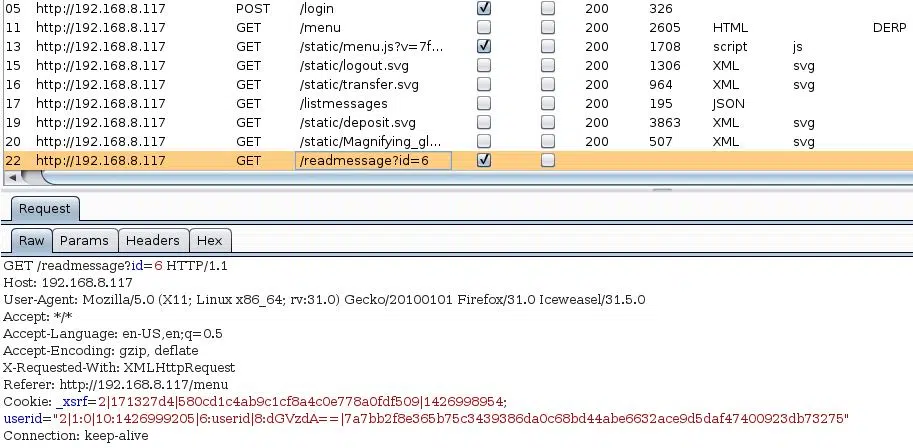 05 http://192.168.8.117 POST /login 200 326
11 http://192.168.8.117 GET /menu 200 2605 HTML DERP
13 http://192.168.8.117 GET /static/menu.js?v=7f... 200 1708 script js
15 http://192.168.8.117 GET /static/logout.svg 200 1306 XML svg
16 http://192.168.8.117 GET /static/transfer.svg 200 964 XML svg
17 http://192.168.8.117 GET /listmessages 200 195 JSON
19 http://192.168.8.117 GET /static/deposit.svg 200 3863 XML svg
20 http://192.168.8.117 GET /static/Magnifying_gl... 200 507 XML svg
22 http://192.168.8.117 GET /readmessage?id=6
Request
Raw Params Headers Hex
GET /readmessage?id=6 HTTP/1.1
Host: 192.168.8.117
User-Agent: Mozilla/5.0 (X11; Linux x86_64; rv:31.0) Gecko/20100101 Firefox/31.0 Iceweasel/31.5.0
Accept: */*
Accept-Language: en-US,en;q=0.5
Accept-Encoding: gzip, deflate
X-Requested-With: XMLHttpRequest
Referer: http://192.168.8.117/menu
Cookie: _xsrf=2|171327d4|580cd1c4ab9c1cf8a4c0e778a0fdf509|1426998954;
userid="2|1:0|10:1426999205|6:userid|8:dGVzdA==|7a7bb2f8e365b75c3439386da0c68bd44abe6632ace9d5daf47400923db73275"
Connection: keep-alive